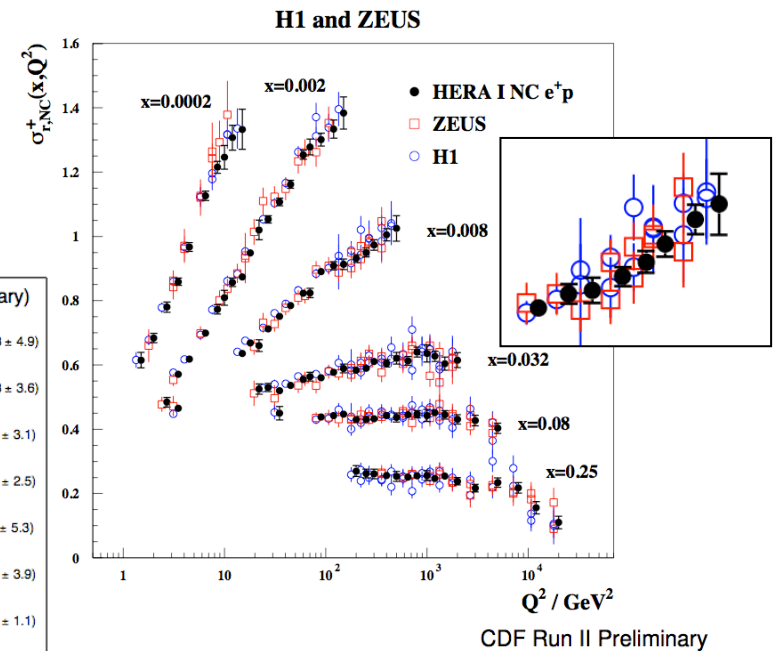 H1 and ZEUS
σ⁺r,NC(x,Q²)
1.6
1.4
1.2
1
0.8
0.6
0.4
0.2
0
x=0.0002
x=0.002
HERA I NC e⁺p
ZEUS
H1
x=0.008
x=0.032
x=0.08
x=0.25
1 10 10² 10³ 10⁴
Q² / GeV²
CDF Run II Preliminary
ary)
± 4.9)
± 3.6)
± 3.1)
± 2.5)
± 5.3)
± 3.9)
± 1.1)